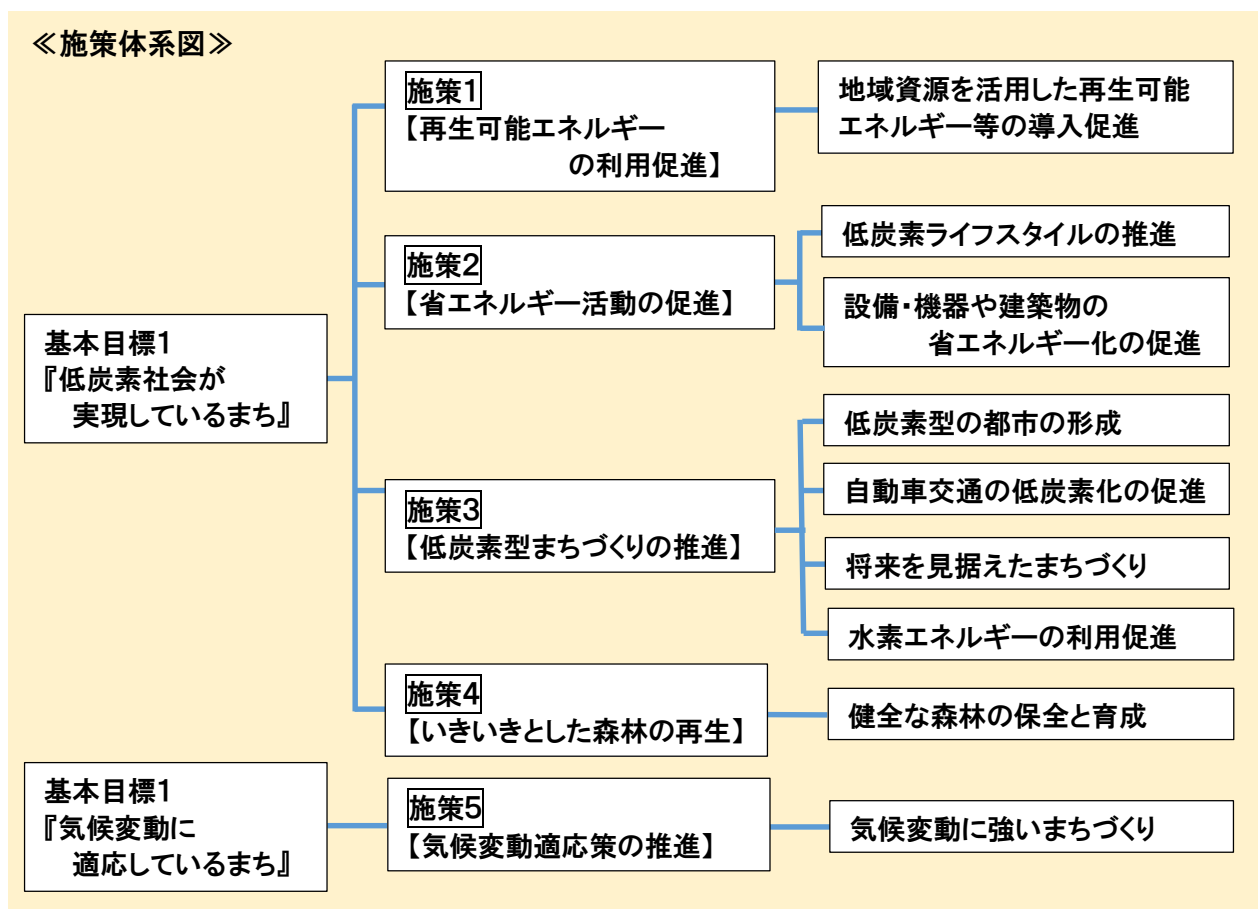 ≪施策体系図≫
施策1
【再生可能エネルギー
の利用促進】
地域資源を活用した再生可能
エネルギー等の導入促進
施策2
【省エネルギー活動の促進】
低炭素ライフスタイルの推進
設備・機器や建築物の
省エネルギー化の促進
基本目標1
『低炭素社会が
実現しているまち』
施策3
【低炭素型まちづくりの推進】
低炭素型の都市の形成
自動車交通の低炭素化の促進
将来を見据えたまちづくり
水素エネルギーの利用促進
施策4
【いきいきとした森林の再生】
健全な森林の保全と育成
基本目標1
『気候変動に
適応しているまち』
施策5
【気候変動適応策の推進】
気候変動に強いまちづくり